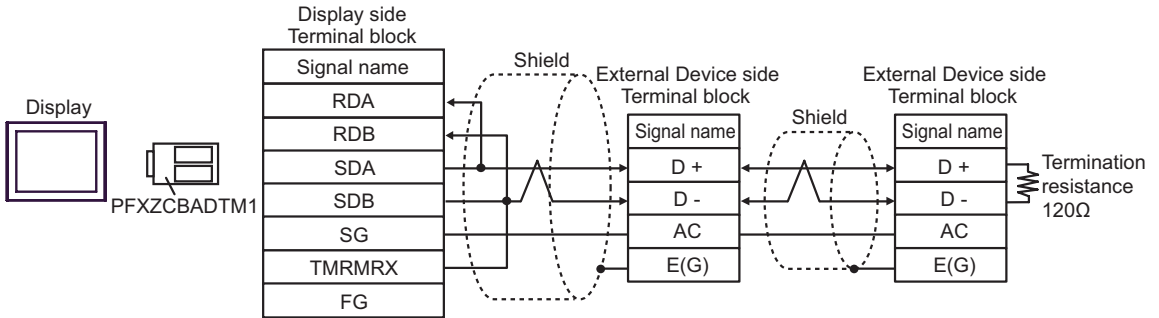 Display
PFXZCBADTM1
Display side
Terminal block
Signal name
RDA
RDB
SDA
SDB
SG
TMRMRX
FG
Shield
External Device side
Terminal block
Signal name
D +
D -
AC
E(G)
Shield
External Device side
Terminal block
Signal name
D +
D -
AC
E(G)
Termination
resistance
120Ω